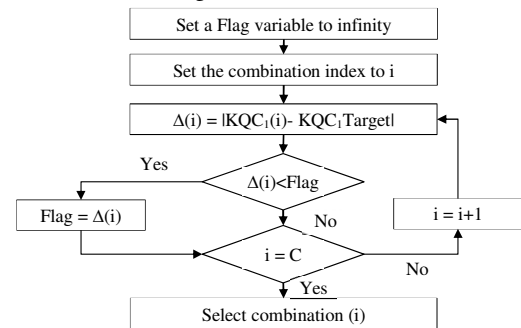 Set a Flag variable to infinity
Set the combination index to i
Δ(i) = |KQC₁(i)- KQC₁Target|
Yes
Δ(i)<Flag
Flag = Δ(i)
No
i = i+1
i = C
No
Yes
Select combination (i)